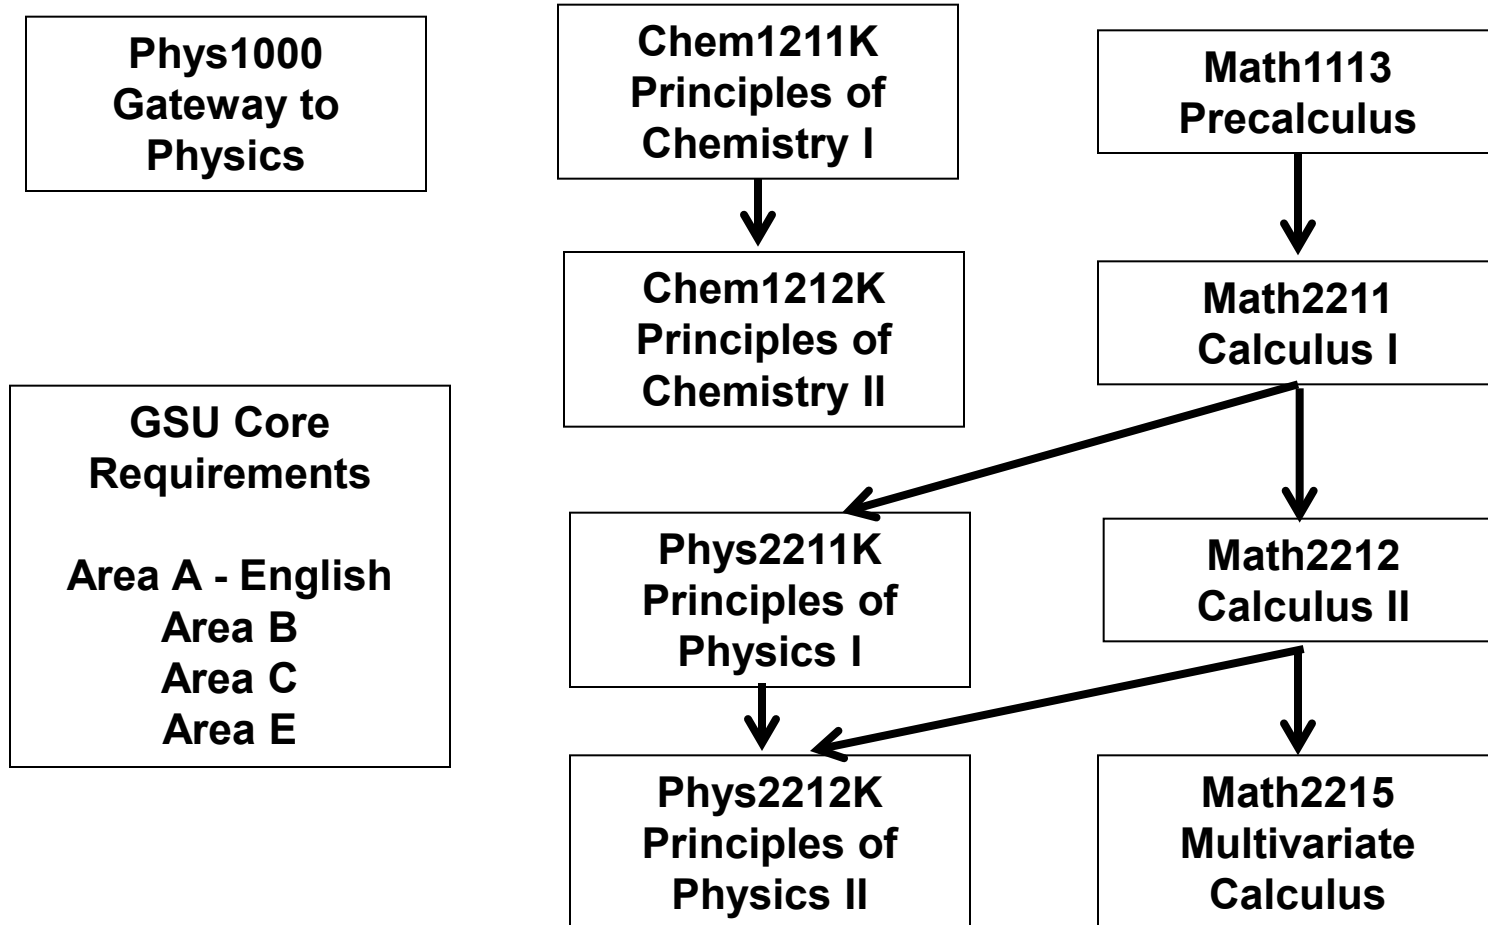 Phys1000
Gateway to
Physics
Chem1211K
Principles of
Chemistry I
Math1113
Precalculus
Chem1212K
Principles of
Chemistry II
Math2211
Calculus I
GSU Core
Requirements
Area A - English
Area B
Area C
Area E
Phys2211K
Principles of
Physics I
Math2212
Calculus II
Phys2212K
Principles of
Physics II
Math2215
Multivariate
Calculus